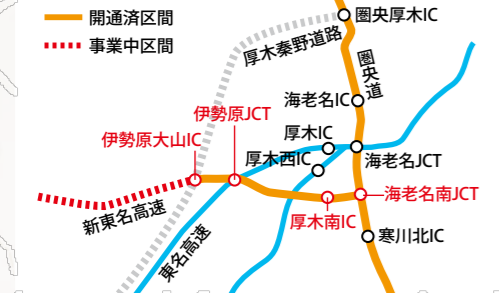 開通済区間
事業中区間
圏央厚木IC
厚木秦野道路
圏央道
海老名IC
伊勢原JCT
厚木IC
伊勢原大山IC
厚木西IC
海老名JCT
海老名南JCT
新東名高速
厚木南IC
東名高速
寒川北IC